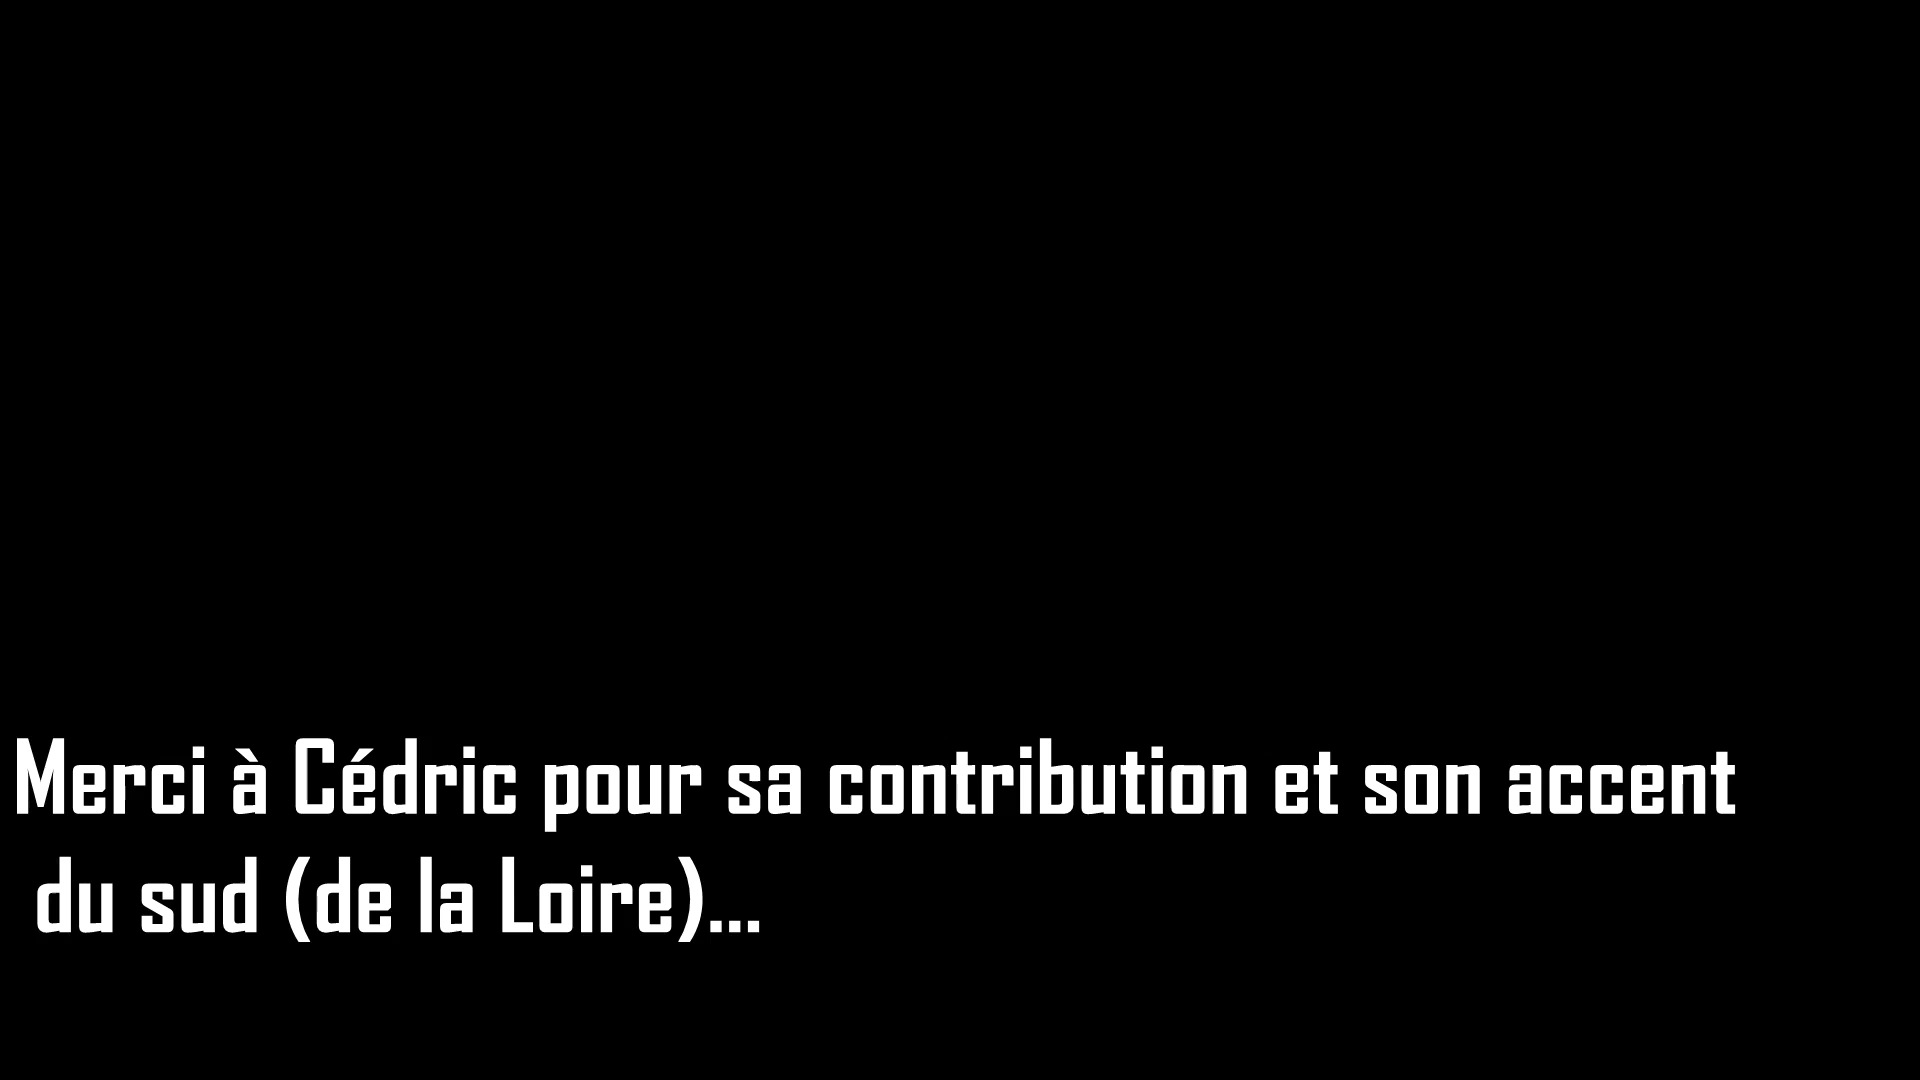 Merci à Cédric pour sa contribution et son accent
du sud (de la Loire)...